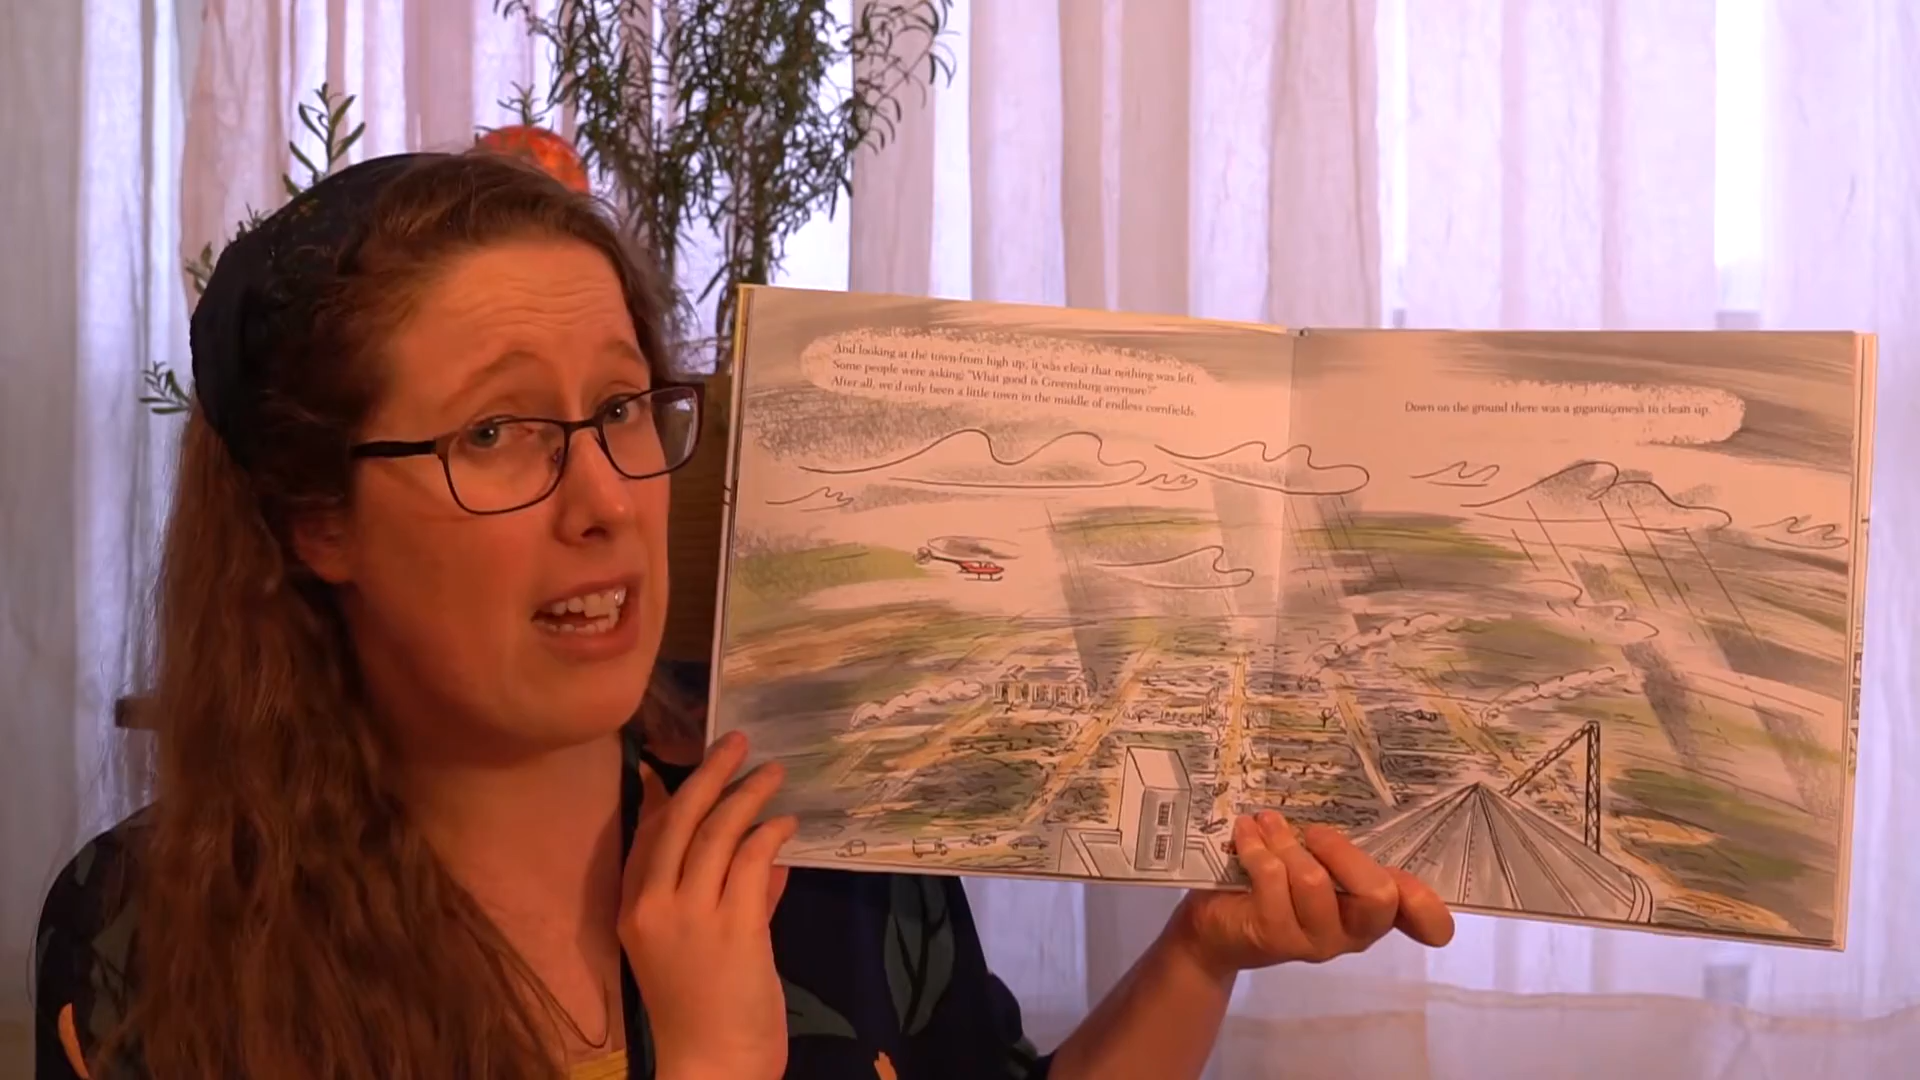 And looking at the town from high up, it was clear that nothing was left.
Some people were asking, "What good is Greensburg anymore?"
After all, we'd only been a little town in the middle of endless cornfields.
Down on the ground there was a gigantic mess to clean up.